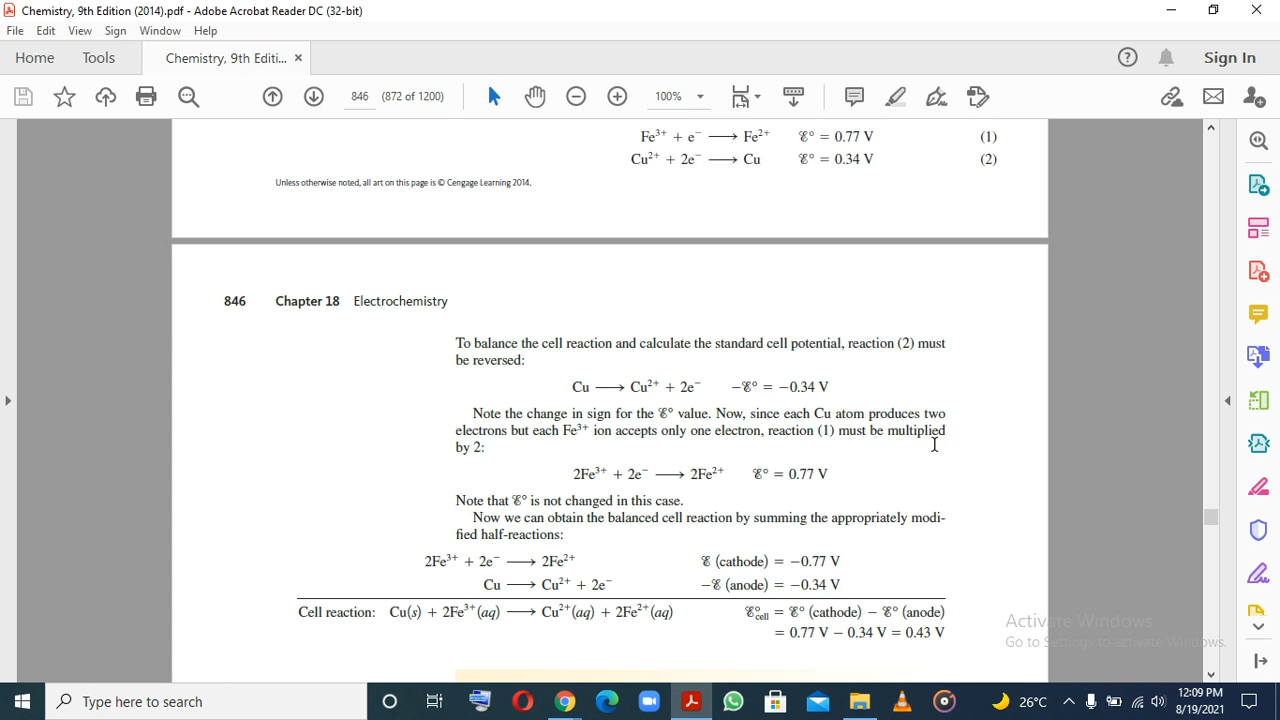 Chemistry, 9th Edition (2014).pdf - Adobe Acrobat Reader DC (32-bit)
File Edit View Sign Window Help
Home Tools Chemistry, 9th Editi... × Sign In
846 (872 of 1200) 100%
Fe³⁺ + e⁻ ⟶ Fe²⁺ ℰ° = 0.77 V (1)
Cu²⁺ + 2e⁻ ⟶ Cu ℰ° = 0.34 V (2)
Unless otherwise noted, all art on this page is © Cengage Learning 2014.
846 Chapter 18 Electrochemistry
To balance the cell reaction and calculate the standard cell potential, reaction (2) must
be reversed:
Cu ⟶ Cu²⁺ + 2e⁻ −ℰ° = −0.34 V
Note the change in sign for the ℰ° value. Now, since each Cu atom produces two
electrons but each Fe³⁺ ion accepts only one electron, reaction (1) must be multiplied
by 2:
2Fe³⁺ + 2e⁻ ⟶ 2Fe²⁺ ℰ° = 0.77 V
Note that ℰ° is not changed in this case.
Now we can obtain the balanced cell reaction by summing the appropriately modi-
fied half-reactions:
2Fe³⁺ + 2e⁻ ⟶ 2Fe²⁺ ℰ (cathode) = −0.77 V
Cu ⟶ Cu²⁺ + 2e⁻ −ℰ (anode) = −0.34 V
Cell reaction: Cu(s) + 2Fe³⁺(aq) ⟶ Cu²⁺(aq) + 2Fe²⁺(aq) ℰ°cell = ℰ° (cathode) − ℰ° (anode)
= 0.77 V − 0.34 V = 0.43 V
Activate Windows
Go to Settings to activate Windows.
Type here to search 26°C 12:09 PM
8/19/2021